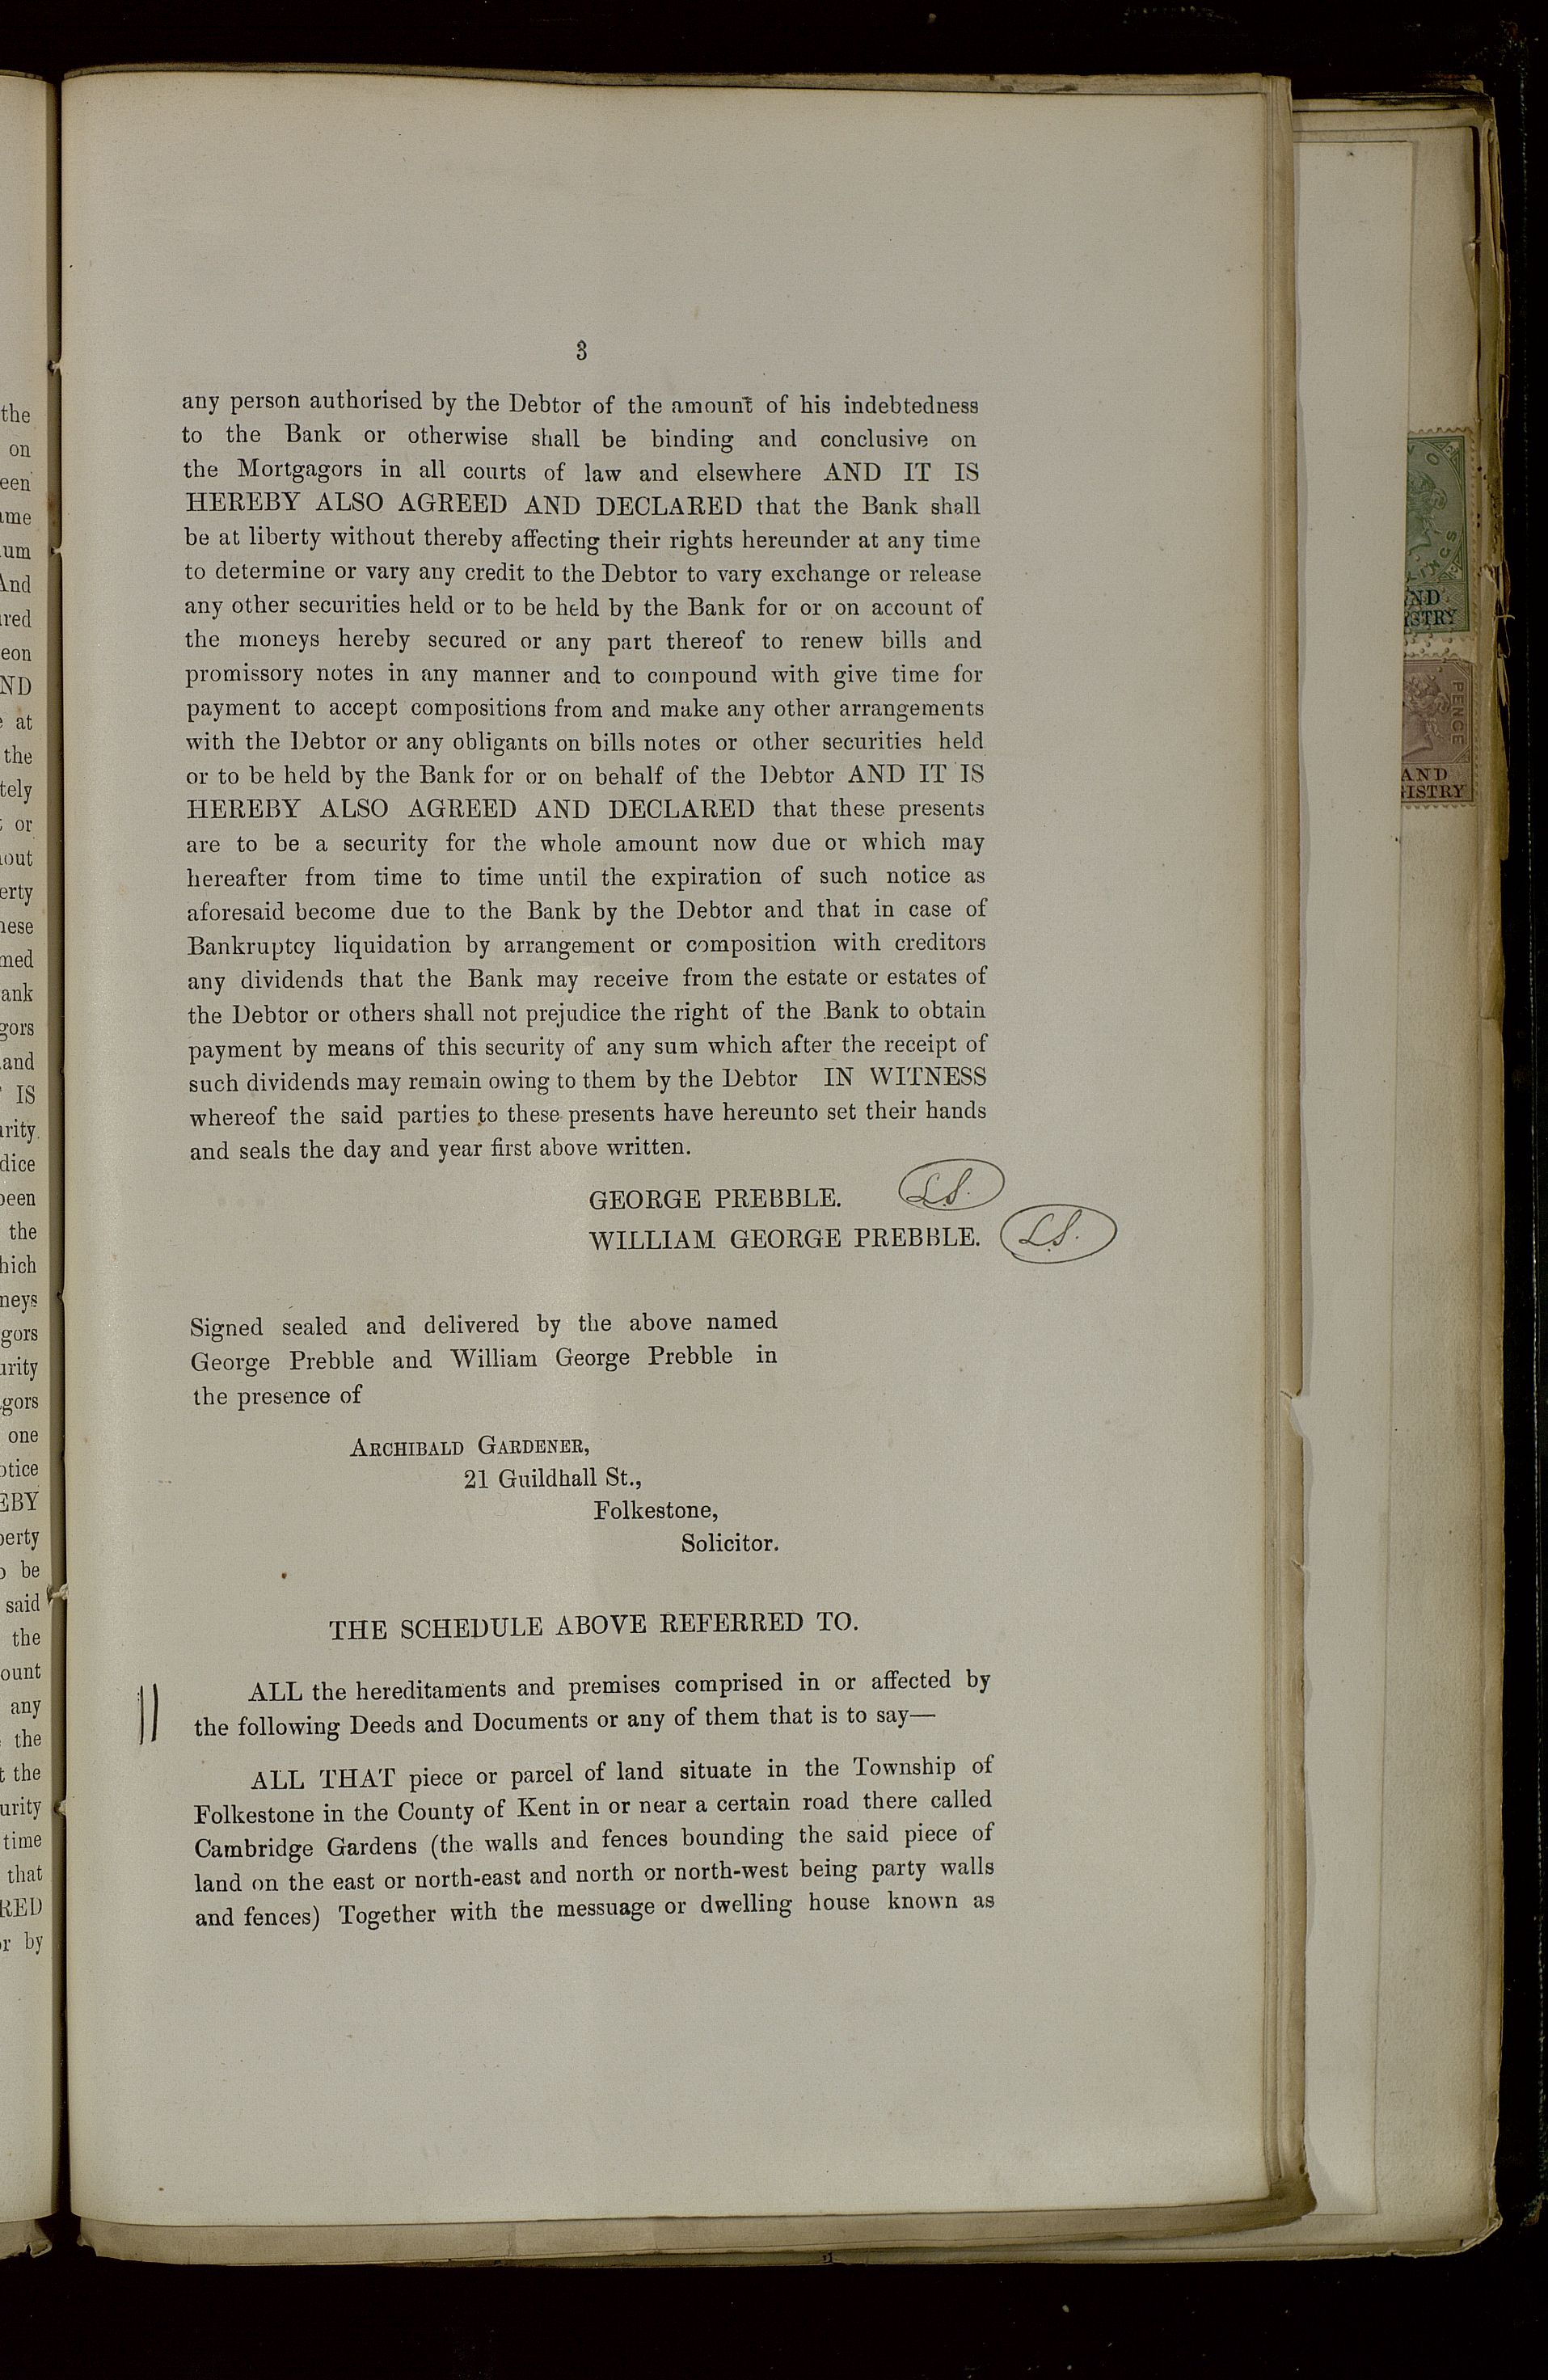 3
any person authorised by the Debtor of the amount of his indebtedness
to the Bank or otherwise shall be binding and conclusive on
the Mortgagors in all courts of law and elsewhere AND IT IS
HEREBY ALSO AGREED AND DECLARED that the Bank shall
be at liberty without thereby affecting their rights hereunder at any time
to determine or vary any credit to the Debtor to vary exchange or release
any other securities held or to be held by the Bank for or on account of
the moneys hereby secured or any part thereof to renew bills and
promissory notes in any manner and to compound with give time for
payment to accept compositions from and make any other arrangements
with the Debtor or any obligants on bills notes or other securities held
or to be held by the Bank for or on behalf of the Debtor AND IT IS
HEREBY ALSO AGREED AND DECLARED that these presents
are to be a security for the whole amount now due or which may
hereafter from time to time until the expiration of such notice as
aforesaid become due to the Bank by the Debtor and that in case of
Bankruptcy liquidation by arrangement or composition with creditors
any dividends that the Bank may receive from the estate or estates of
the Debtor or others shall not prejudice the right of the Bank to obtain
payment by means of this security of any sum which after the receipt of
such dividends may remain owing to them by the Debtor IN WITNESS
whereof the said parties to these presents have hereunto set their hands
and seals the day and year first above written.
GEORGE PREBBLE. L.S.
WILLIAM GEORGE PREBBLE. L.S.
Signed sealed and delivered by the above named
George Prebble and William George Prebble in
the presence of
ARCHIBALD GARDENER,
21 Guildhall St.,
Folkestone,
Solicitor.
THE SCHEDULE ABOVE REFERRED TO.
ALL the hereditaments and premises comprised in or affected by
the following Deeds and Documents or any of them that is to say—
ALL THAT piece or parcel of land situate in the Township of
Folkestone in the County of Kent in or near a certain road there called
Cambridge Gardens (the walls and fences bounding the said piece of
land on the east or north-east and north or north-west being party walls
and fences) Together with the messuage or dwelling house known as
the
on
at
the
or
and
IS
the
one
be
said
the
any
the
the
time
that
by
PENCE